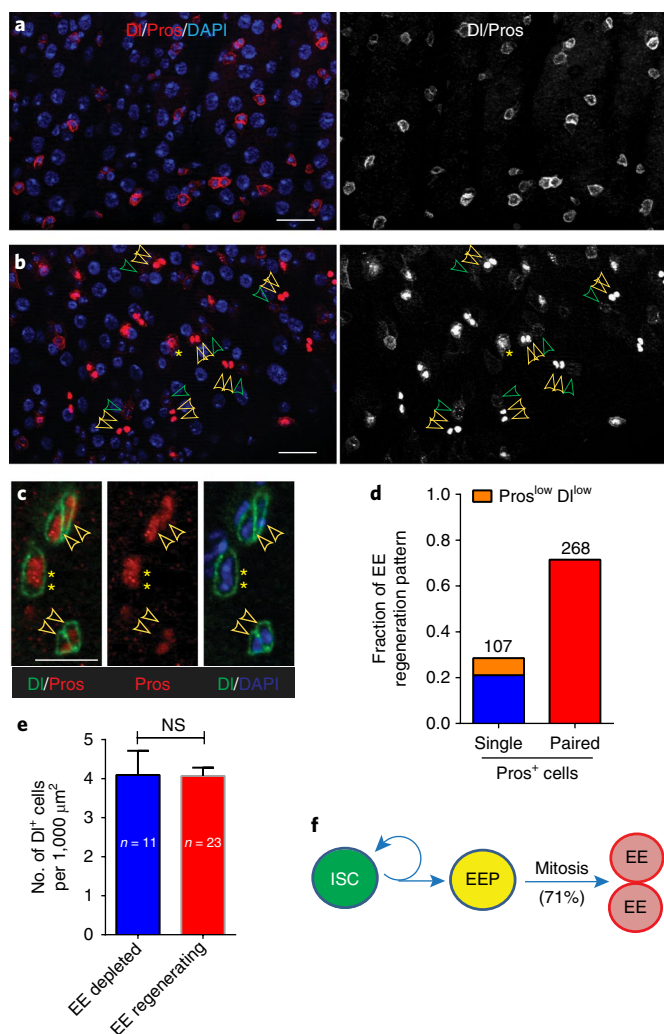 a
Dl/Pros/DAPI
Dl/Pros
b
*
*
c
*
*
*
*
*
*
Dl/Pros
Pros
Dl/DAPI
d
Pros^low Dl^low
Fraction of EE
regeneration pattern
1.0
0.8
0.6
0.4
0.2
0.0
107
268
Single
Paired
Pros⁺ cells
e
NS
No. of Dl⁺ cells
per 1,000 μm²
5
4
3
2
1
0
n = 11
n = 23
EE depleted
EE regenerating
f
ISC
EEP
Mitosis
(71%)
EE
EE